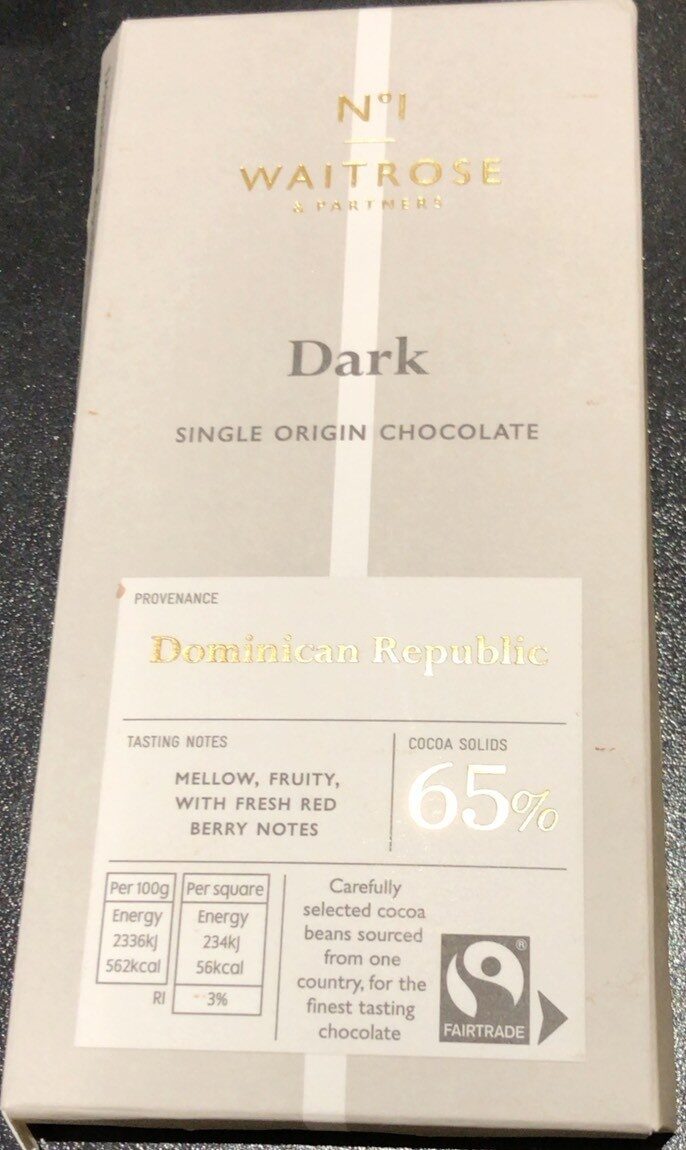 Nº1
WAITROSE
& PARTNERS
Dark
SINGLE ORIGIN CHOCOLATE
PROVENANCE
Dominican Republic
TASTING NOTES
MELLOW, FRUITY,
WITH FRESH RED
BERRY NOTES
COCOA SOLIDS
65%
Per 100g
Energy
2336kJ
562kcal
Per square
Energy
234kJ
56kcal
RI
3%
Carefully
selected cocoa
beans sourced
from one
country, for the
finest tasting
chocolate
®
FAIRTRADE